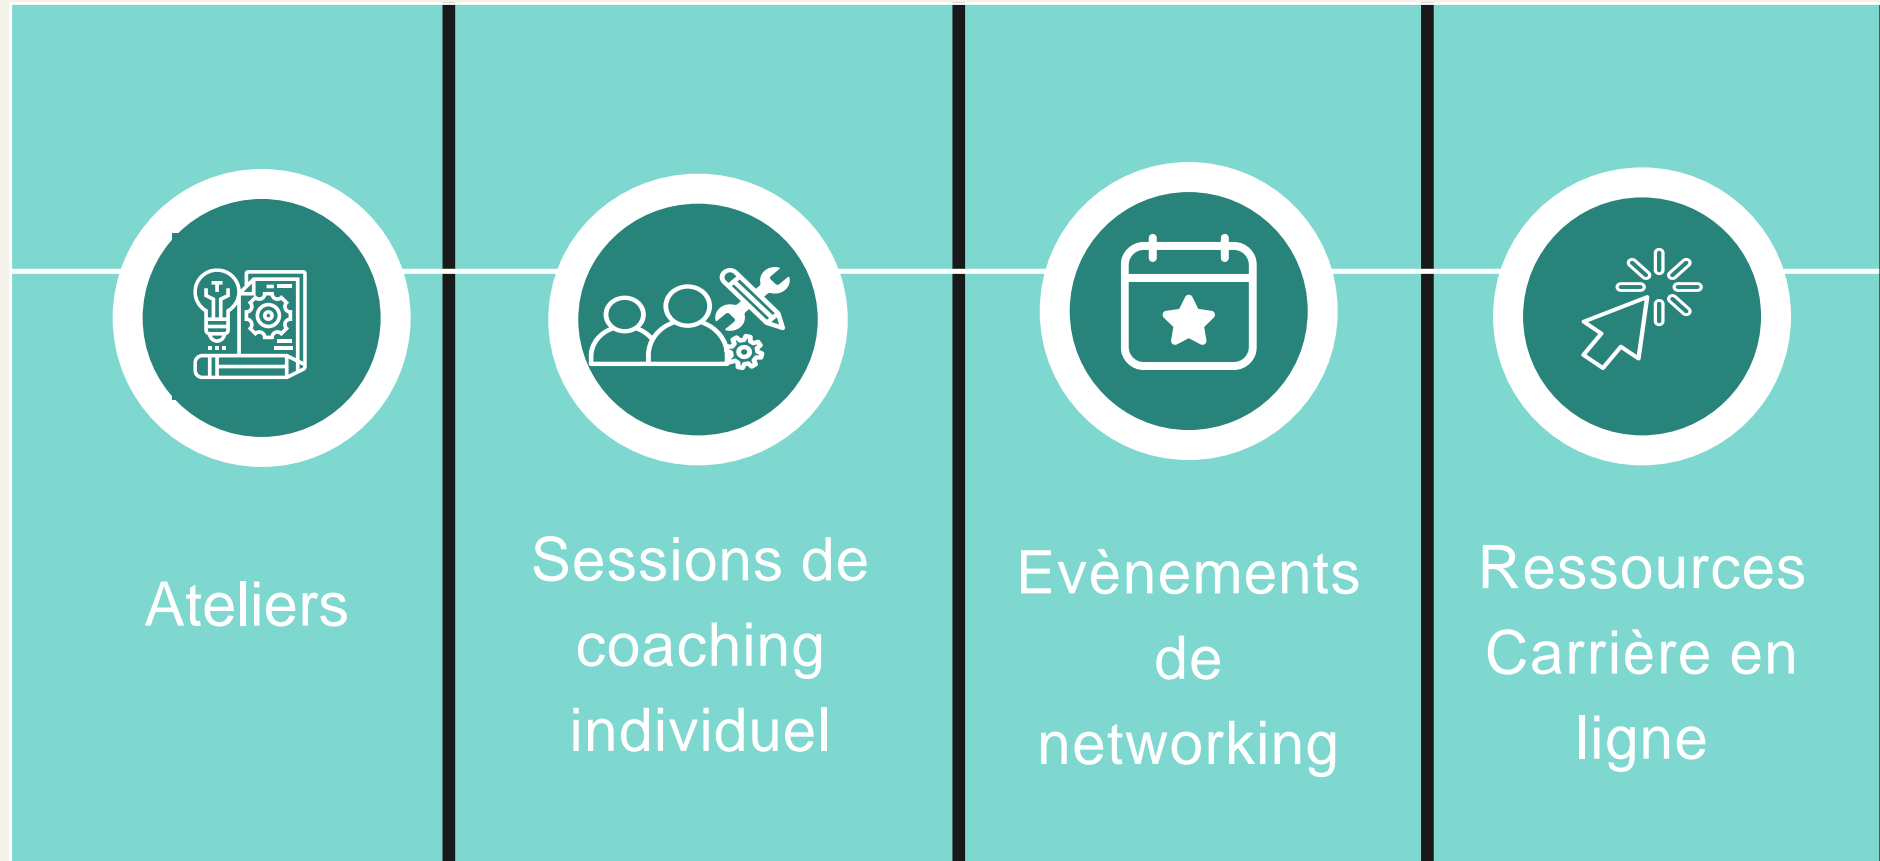 Ateliers
Sessions de
coaching
individuel
Evènements
de
networking
Ressources
Carrière en
ligne